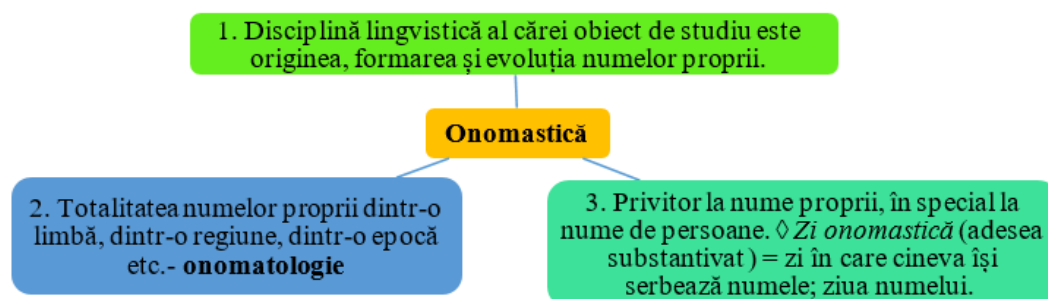 1. Disciplină lingvistică al cărei obiect de studiu este
originea, formarea și evoluția numelor proprii.
Onomastică
2. Totalitatea numelor proprii dintr-o
limbă, dintr-o regiune, dintr-o epocă
etc.- onomatologie
3. Privitor la nume proprii, în special la
nume de persoane. ◊ Zi onomastică (adesea
substantivat ) = zi în care cineva își
serbează numele; ziua numelui.